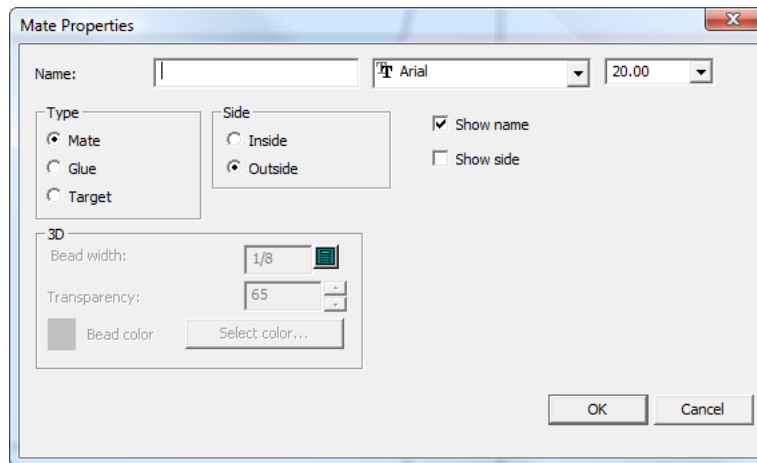 Mate Properties
Name: Arial 20.00
Type Side
Mate Inside Show name
Glue Outside Show side
Target
3D
Bead width: 1/8
Transparency: 65
Bead color Select color...
OK Cancel